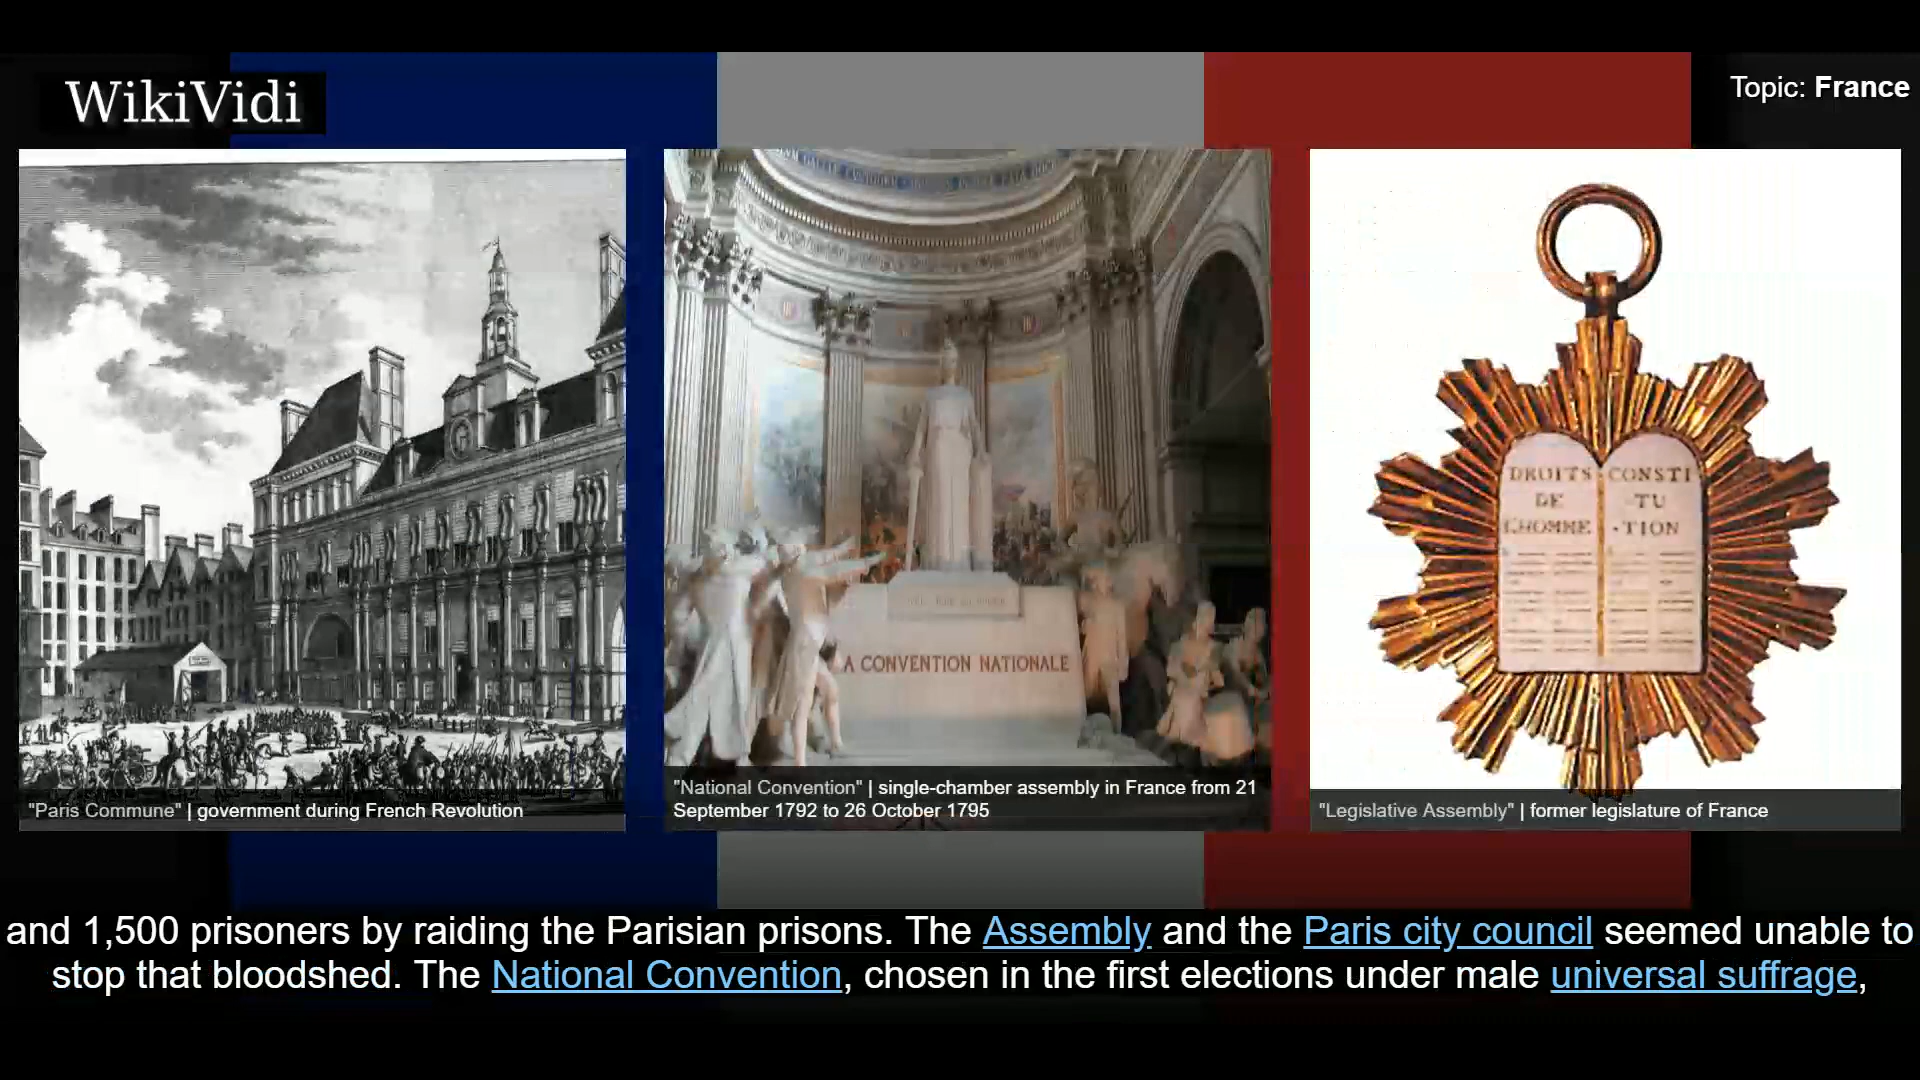 WikiVidi
Topic: France
A CONVENTION NATIONALE
DROITS
DE
L'HOMME
CONSTI
·TU
·TION
"Paris Commune" | government during French Revolution
"National Convention" | single-chamber assembly in France from 21
September 1792 to 26 October 1795
"Legislative Assembly" | former legislature of France
and 1,500 prisoners by raiding the Parisian prisons. The Assembly and the Paris city council seemed unable to
stop that bloodshed. The National Convention, chosen in the first elections under male universal suffrage,